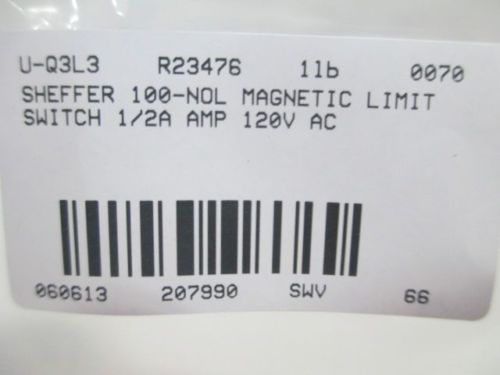 U-Q3L3 R23476 1lb 0070
SHEFFER 100-NOL MAGNETIC LIMIT
SWITCH 1/2A AMP 120V AC
060613 207990 SWV 66